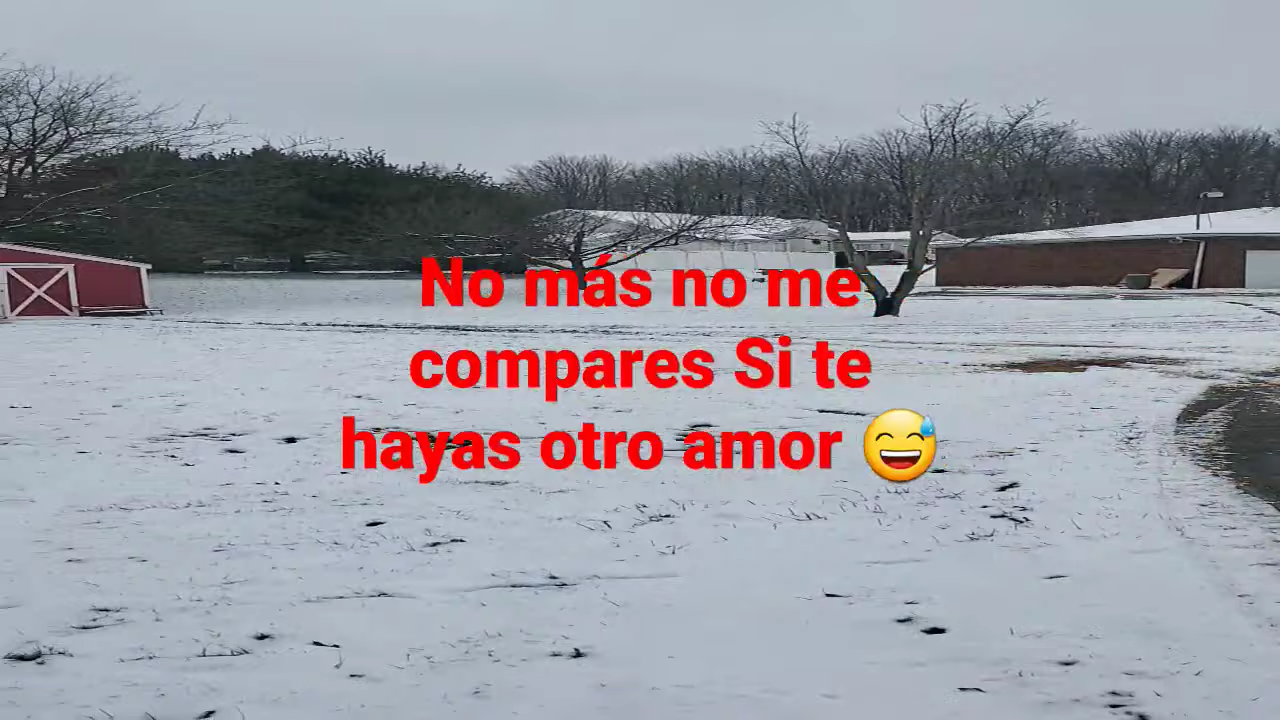 No más no me
compares Si te
hayas otro amor 😅